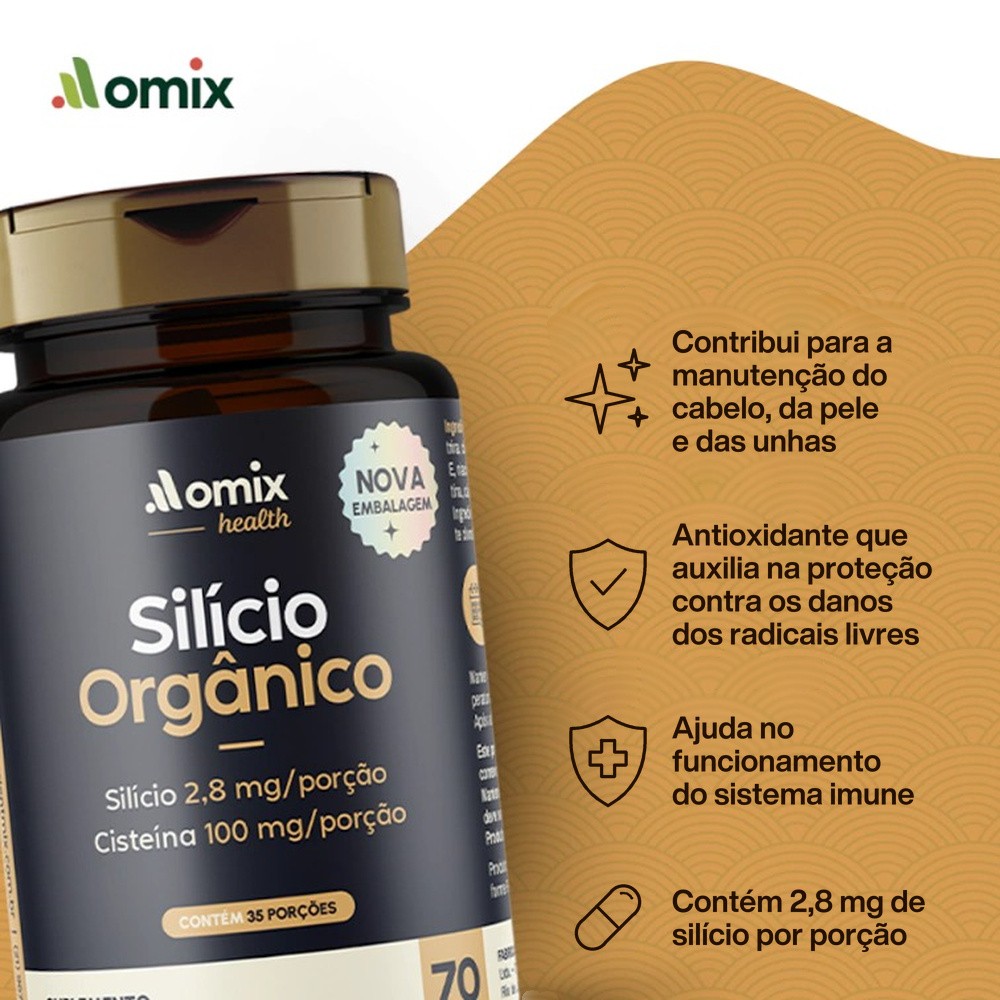 omix
Contribui para a
manutenção do
cabelo, da pele
e das unhas
Antioxidante que
auxilia na proteção
contra os danos
dos radicais livres
Ajuda no
funcionamento
do sistema imune
Contém 2,8 mg de
silício por porção
omix
health
NOVA
EMBALAGEM
Silício
Orgânico
Silício 2,8 mg/porção
Cisteína 100 mg/porção
CONTÉM 35 PORÇÕES
70